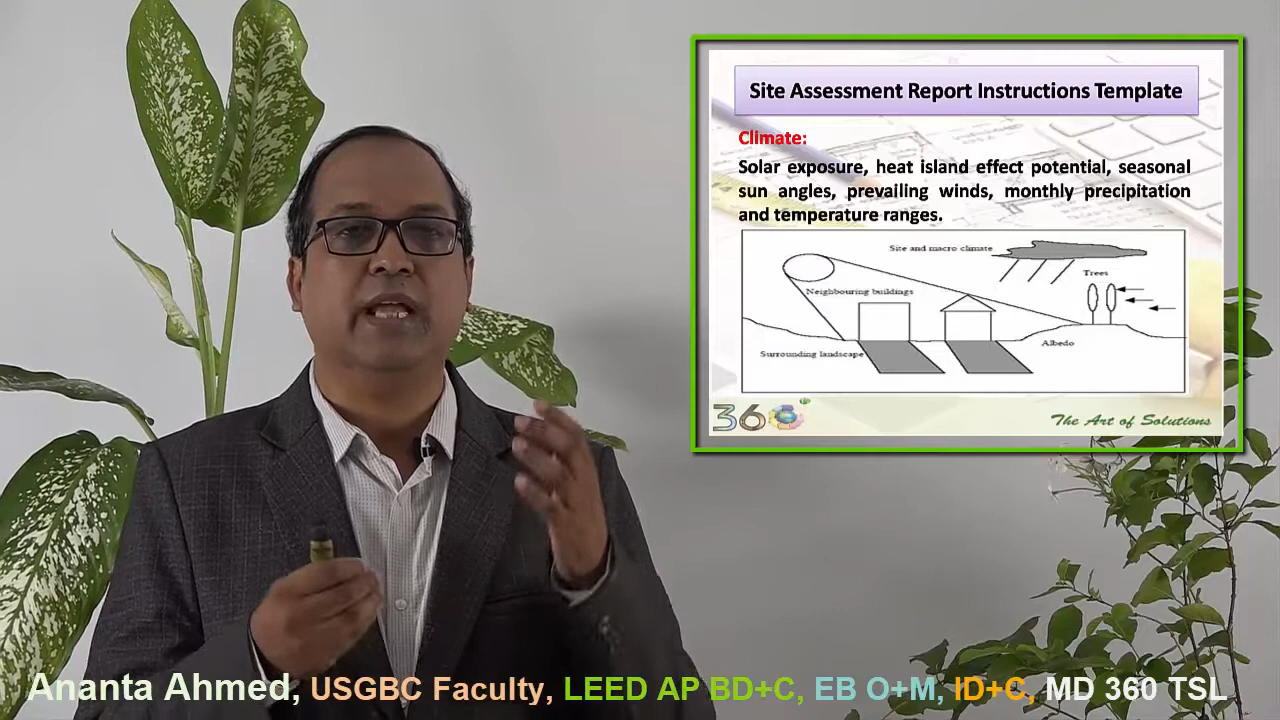 Site Assessment Report Instructions Template
Climate:
Solar exposure, heat island effect potential, seasonal
sun angles, prevailing winds, monthly precipitation
and temperature ranges.
Site and macro climate
Trees
Neighbouring buildings
Albedo
Surrounding landscape
360
The Art of Solutions
Ananta Ahmed, USGBC Faculty, LEED AP BD+C, EB O+M, ID+C, MD 360 TSL